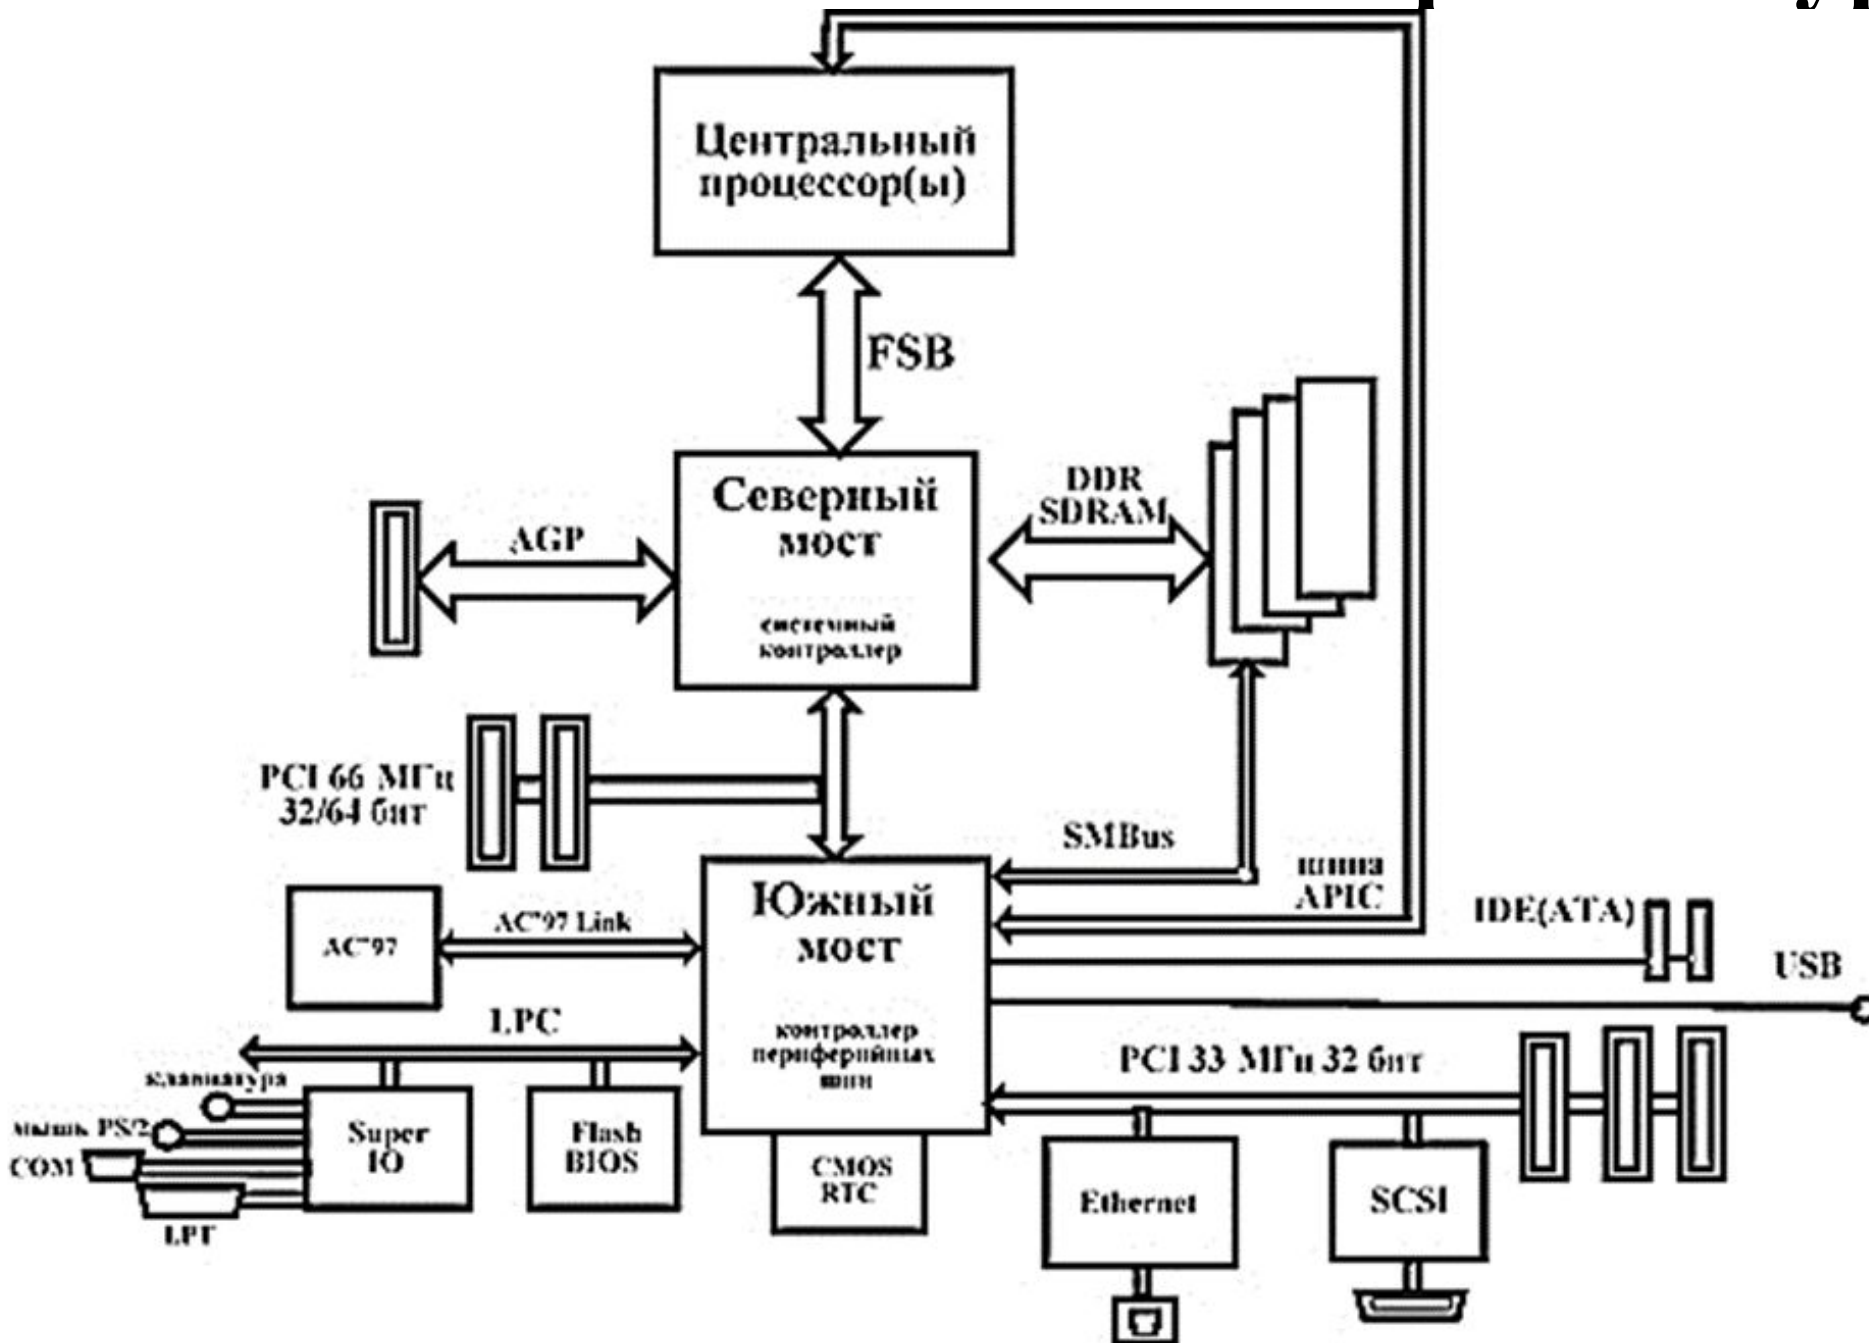 Центральный
процессор(ы)
FSB
DDR
SDRAM
Северный
мост
AGP
системный
контроллер
PCI 66 МГц
32/64 бит
SMBus
шина
APIC
Южный
мост
IDE(ATA)
AC'97 Link
AC'97
USB
LPC
контроллер
периферийных
шин
PCI 33 МГц 32 бит
клавиатура
мышь PS/2
COM
LPT
Super
IO
Flash
BIOS
CMOS
RTC
Ethernet
SCSI